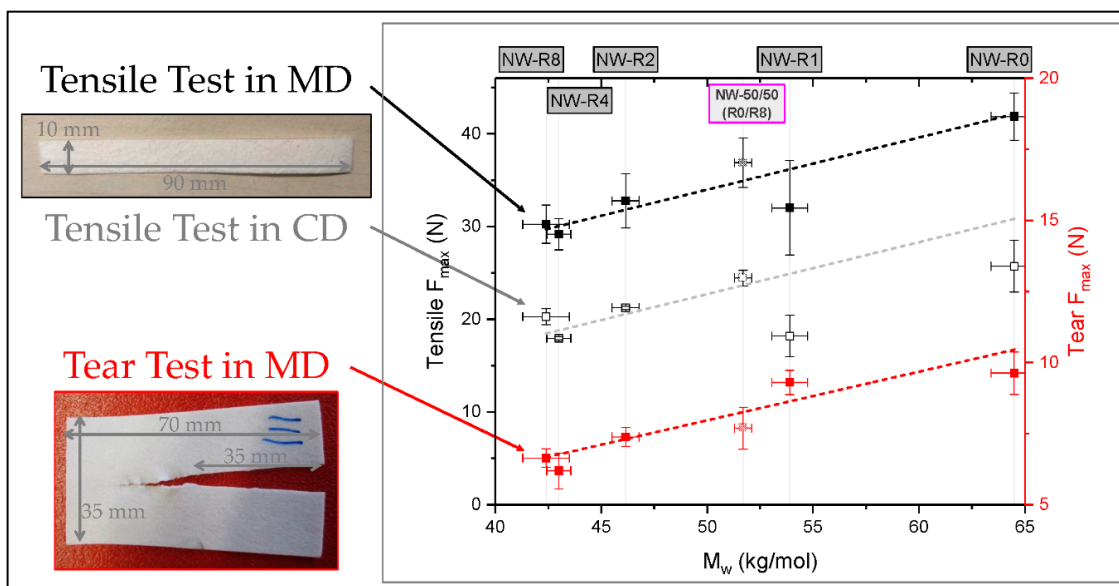 Tensile Test in MD
10 mm
90 mm
Tensile Test in CD
Tear Test in MD
70 mm
35 mm
35 mm
NW-R8
NW-R2
NW-R1
NW-R0
NW-R4
NW-50/50
(R0/R8)
Tensile Fmax (N)
40
30
20
10
0
Tear Fmax (N)
20
15
10
5
40
45
50
55
60
65
Mw (kg/mol)